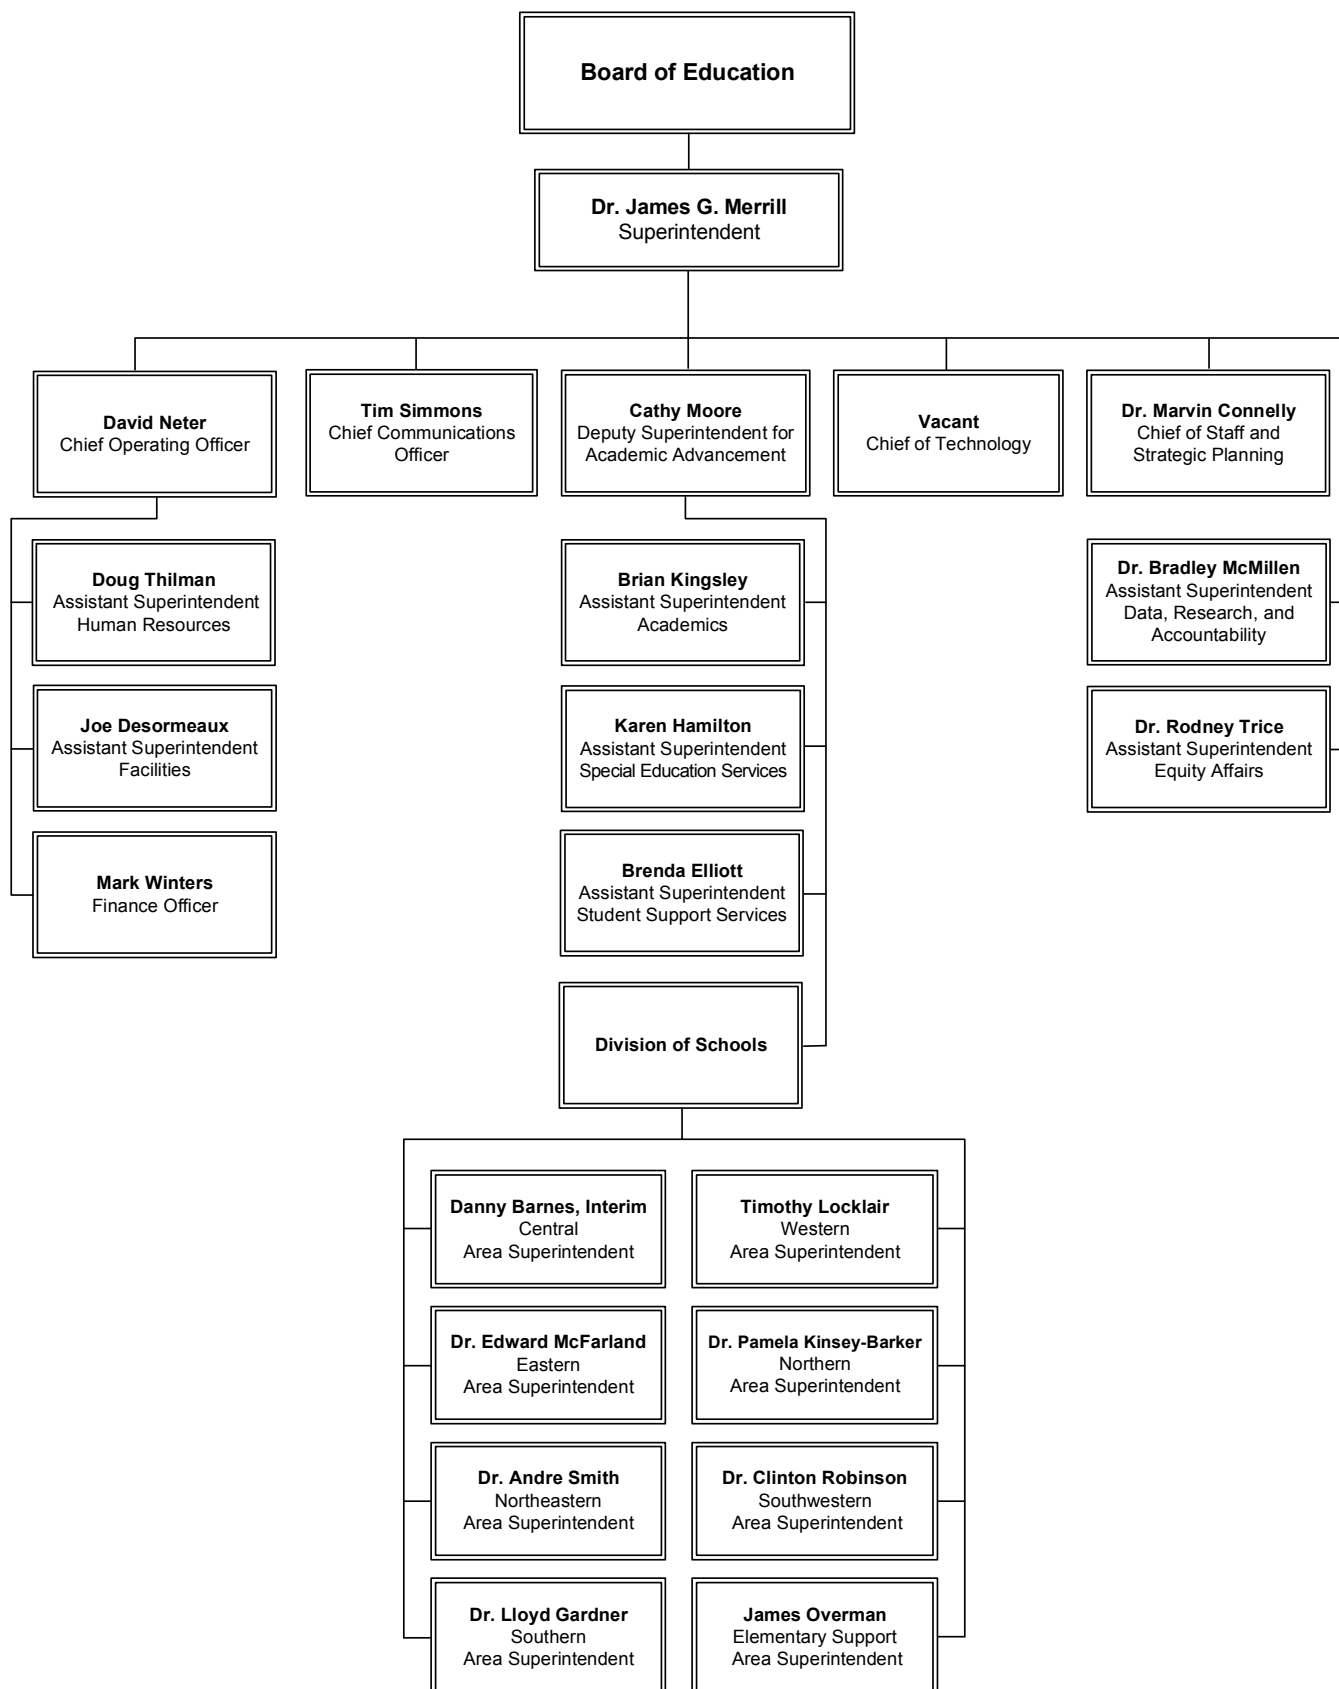 Board of Education
Dr. James G. Merrill
Superintendent
David Neter
Chief Operating Officer
Tim Simmons
Chief Communications
Officer
Cathy Moore
Deputy Superintendent for
Academic Advancement
Vacant
Chief of Technology
Dr. Marvin Connelly
Chief of Staff and
Strategic Planning
Doug Thilman
Assistant Superintendent
Human Resources
Brian Kingsley
Assistant Superintendent
Academics
Dr. Bradley McMillen
Assistant Superintendent
Data, Research, and
Accountability
Joe Desormeaux
Assistant Superintendent
Facilities
Karen Hamilton
Assistant Superintendent
Special Education Services
Dr. Rodney Trice
Assistant Superintendent
Equity Affairs
Mark Winters
Finance Officer
Brenda Elliott
Assistant Superintendent
Student Support Services
Division of Schools
Danny Barnes, Interim
Central
Area Superintendent
Timothy Locklair
Western
Area Superintendent
Dr. Edward McFarland
Eastern
Area Superintendent
Dr. Pamela Kinsey-Barker
Northern
Area Superintendent
Dr. Andre Smith
Northeastern
Area Superintendent
Dr. Clinton Robinson
Southwestern
Area Superintendent
Dr. Lloyd Gardner
Southern
Area Superintendent
James Overman
Elementary Support
Area Superintendent